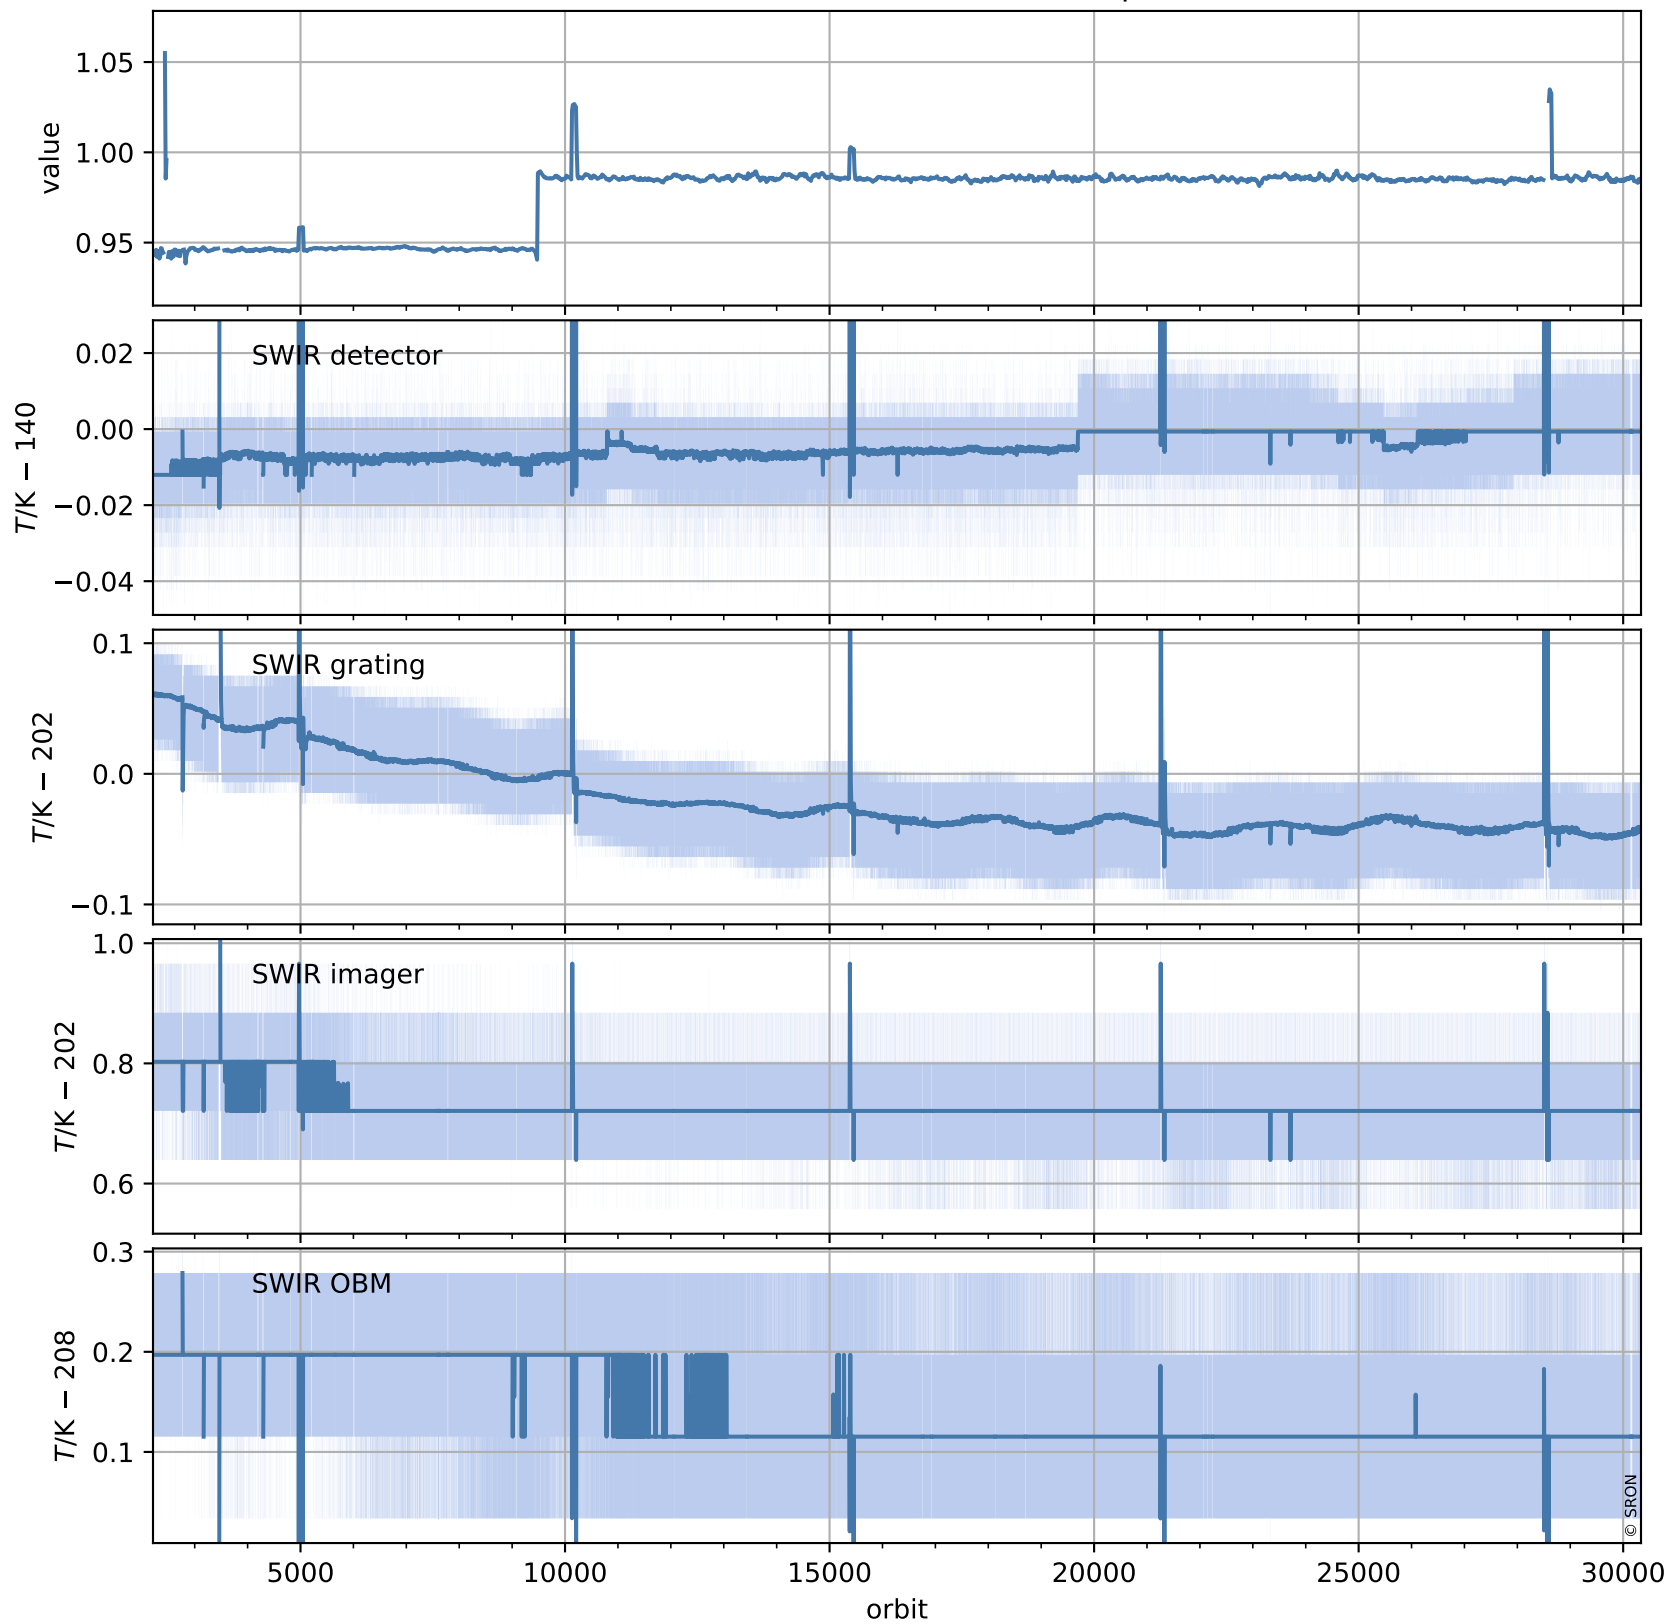 1.05
1.00
0.95
value
SWIR detector
0.02
0.00
−0.02
−0.04
T/K − 140
SWIR grating
0.1
0.0
−0.1
T/K − 202
SWIR imager
1.0
0.8
0.6
T/K − 202
SWIR OBM
0.3
0.2
0.1
T/K − 208
© SRON
5000 10000 15000 20000 25000 30000
orbit